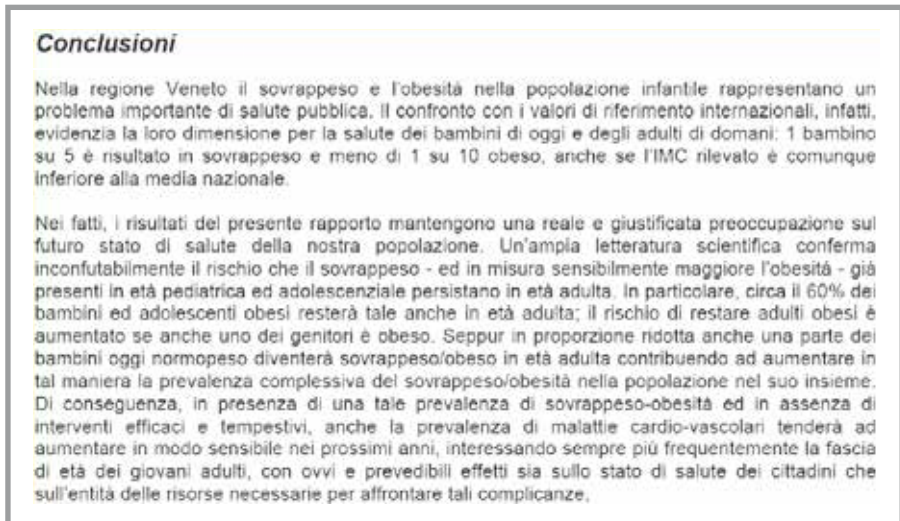 Conclusioni
Nella regione Veneto il sovrappeso e l'obesità nella popolazione infantile rappresentano un
problema importante di salute pubblica. Il confronto con i valori di riferimento internazionali, infatti,
evidenzia la loro dimensione per la salute dei bambini di oggi e degli adulti di domani: 1 bambino
su 5 è risultato in sovrappeso e meno di 1 su 10 obeso, anche se l'IMC rilevato è comunque
inferiore alla media nazionale.
Nei fatti, i risultati del presente rapporto mantengono una reale e giustificata preoccupazione sul
futuro stato di salute della nostra popolazione. Un'ampia letteratura scientifica conferma
inconfutabilmente il rischio che il sovrappeso - ed in misura sensibilmente maggiore l'obesità - già
presenti in età pediatrica ed adolescenziale persistano in età adulta. In particolare, circa il 60% dei
bambini ed adolescenti obesi resterà tale anche in età adulta; il rischio di restare adulti obesi è
aumentato se anche uno dei genitori è obeso. Seppur in proporzione ridotta anche una parte dei
bambini oggi normopeso diventerà sovrappeso/obeso in età adulta contribuendo ad aumentare in
tal maniera la prevalenza complessiva del sovrappeso/obesità nella popolazione nel suo insieme.
Di conseguenza, in presenza di una tale prevalenza di sovrappeso-obesità ed in assenza di
interventi efficaci e tempestivi, anche la prevalenza di malattie cardio-vascolari tenderà ad
aumentare in modo sensibile nei prossimi anni, interessando sempre più frequentemente la fascia
di età dei giovani adulti, con ovvi e prevedibili effetti sia sullo stato di salute dei cittadini che
sull'entità delle risorse necessarie per affrontare tali complicanze.